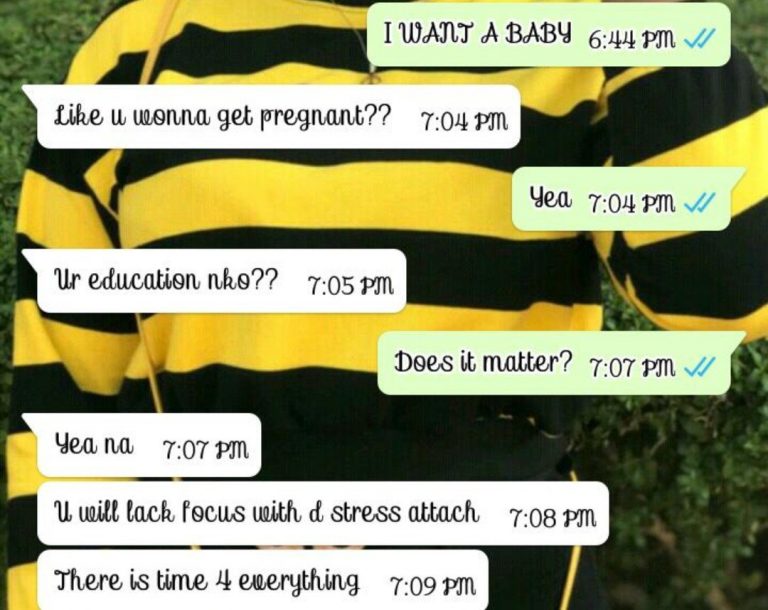 I WANT A BABY 6:44 PM
Like u wonna get pregnant?? 7:04 PM
Yea 7:04 PM
Ur education nko?? 7:05 PM
Does it matter? 7:07 PM
Yea na 7:07 PM
U will lack focus with d stress attach 7:08 PM
There is time 4 everything 7:09 PM